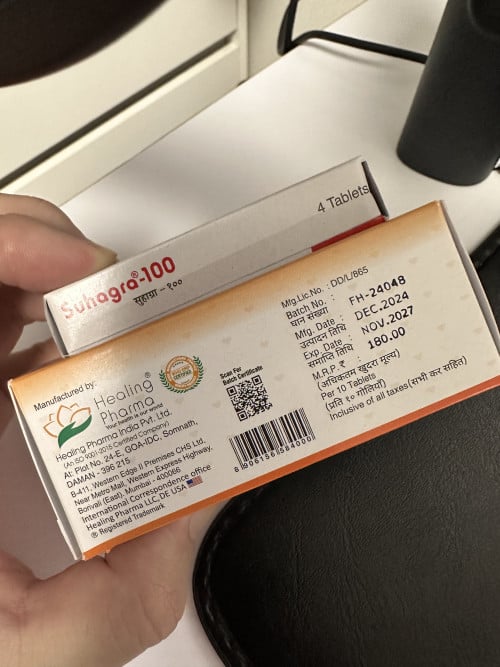 4 Tablets
Suhagra®-100
सुहाग्रा – १००
Manufactured by:
Healing
Pharma
Your health is our world
Healing Pharma India Pvt. Ltd.
(An ISO 9001:2015 Certified Company)
At. Plot No. 24-E, GOA-IDC, Somnath,
DAMAN - 396 215
B-411, Western Edge II Premises CHS Ltd,
Near Metro Mall, Western Express Highway,
Borivali (East), Mumbai - 400066
International Correspondence office
Healing Pharma LLC, DE USA
® Registered Trademark
Scan For
Batch Certificate
8 906156 584000
Mfg.Lic.No. : DD/L/865
Batch No. : FH-24048
घान संख्या
Mfg. Date : DEC.2024
उत्पादन तिथि
Exp. Date : NOV.2027
समाप्ति तिथि
M.R.P. ₹ : 180.00
(अधिकतम खुदरा मूल्य)
Per 10 Tablets
(प्रति १० गोलियाँ)
Inclusive of all taxes(सभी कर सहित)